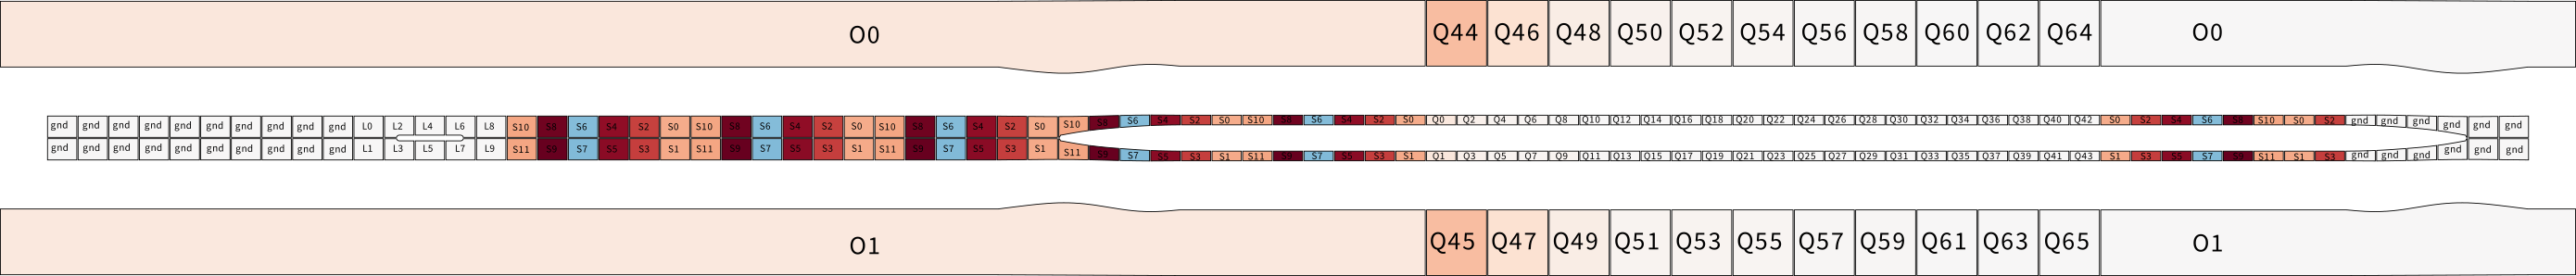 O0 Q44 Q46 Q48 Q50 Q52 Q54 Q56 Q58 Q60 Q62 Q64 O0
gnd gnd gnd gnd gnd gnd gnd gnd gnd gnd L0 L2 L4 L6 L8 S10 S8 S6 S4 S2 S0 S10 S8 S6 S4 S2 S0 S10 S8 S6 S4 S2 S0 S10 S8 S6 S4 S2 S0 S10 S8 S6 S4 S2 S0 Q0 Q2 Q4 Q6 Q8 Q10 Q12 Q14 Q16 Q18 Q20 Q22 Q24 Q26 Q28 Q30 Q32 Q34 Q36 Q38 Q40 Q42 S0 S2 S4 S6 S8 S10 S0 S2 gnd gnd gnd gnd gnd gnd
gnd gnd gnd gnd gnd gnd gnd gnd gnd gnd L1 L3 L5 L7 L9 S11 S9 S7 S5 S3 S1 S11 S9 S7 S5 S3 S1 S11 S9 S7 S5 S3 S1 S11 S9 S7 S5 S3 S1 S11 S9 S7 S5 S3 S1 Q1 Q3 Q5 Q7 Q9 Q11 Q13 Q15 Q17 Q19 Q21 Q23 Q25 Q27 Q29 Q31 Q33 Q35 Q37 Q39 Q41 Q43 S1 S3 S5 S7 S9 S11 S1 S3 gnd gnd gnd gnd gnd gnd
O1 Q45 Q47 Q49 Q51 Q53 Q55 Q57 Q59 Q61 Q63 Q65 O1